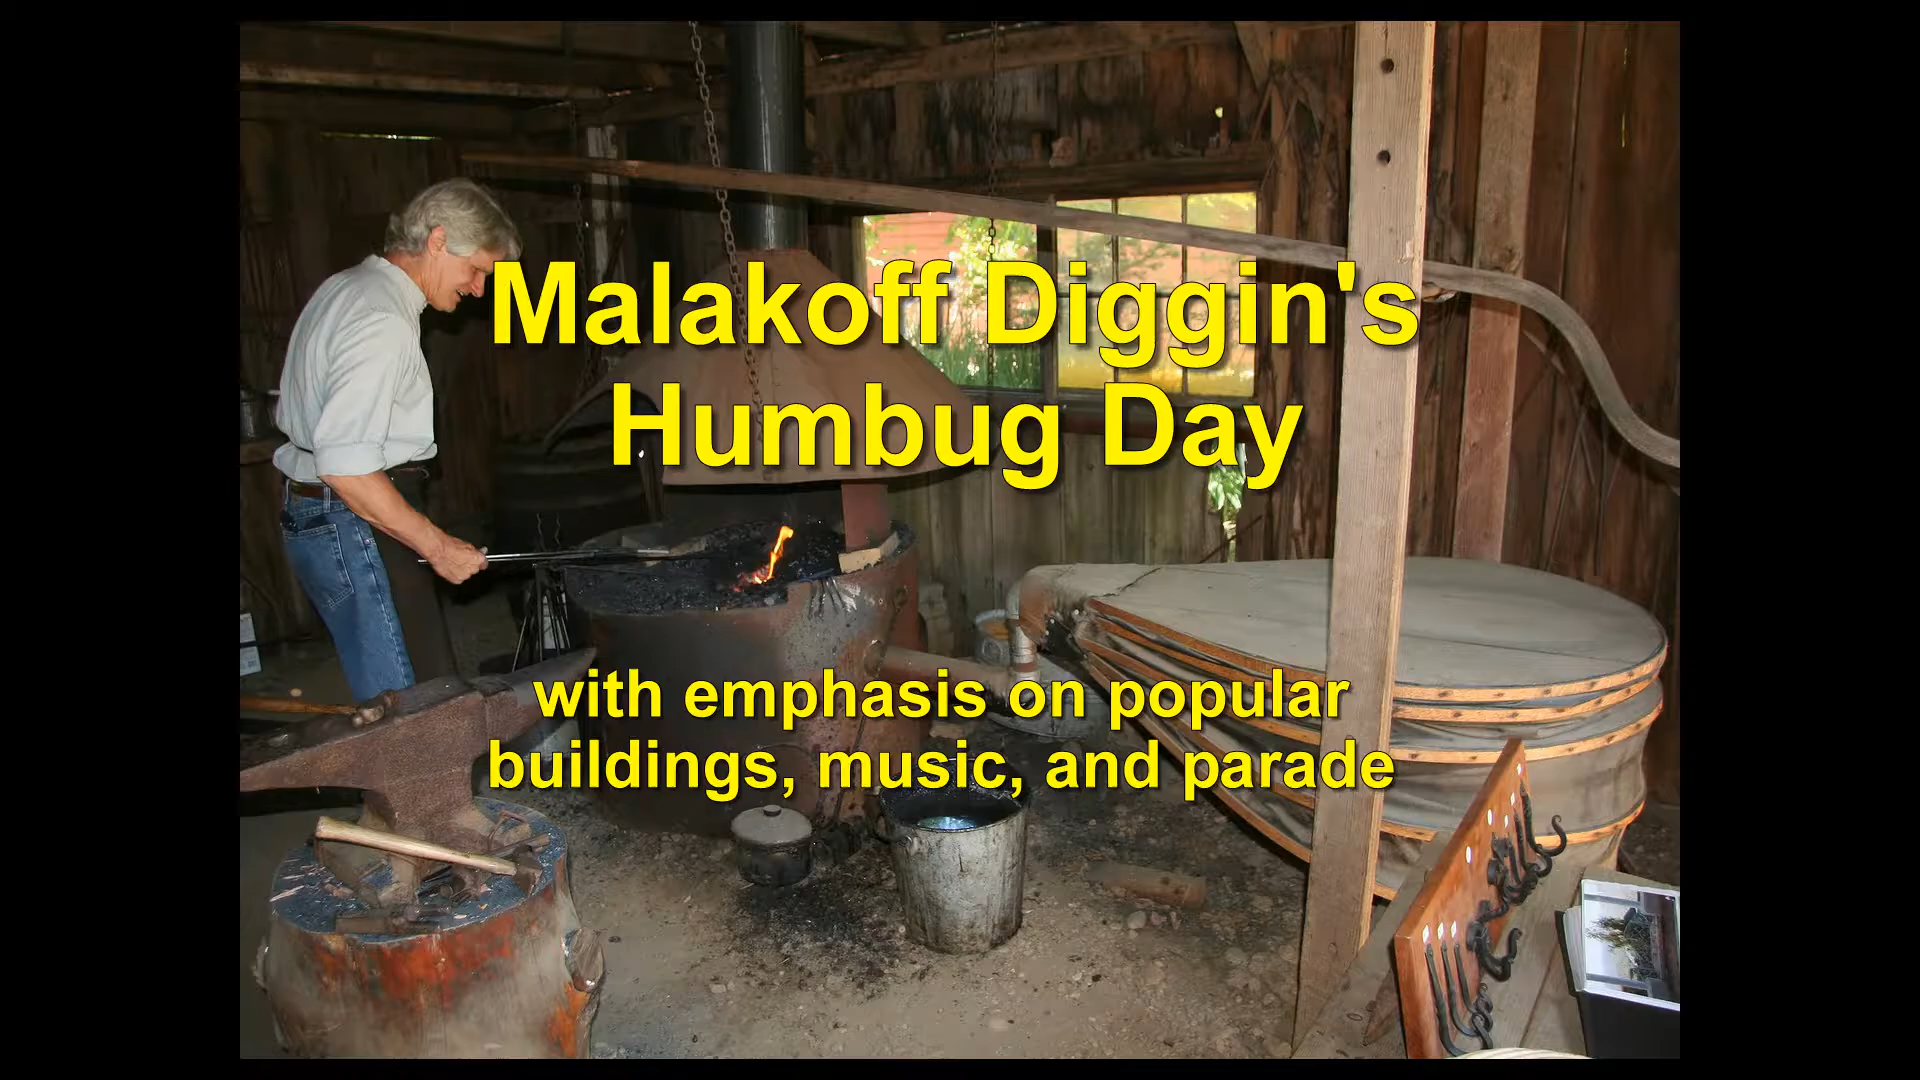 Malakoff Diggin's
Humbug Day
with emphasis on popular
buildings, music, and parade